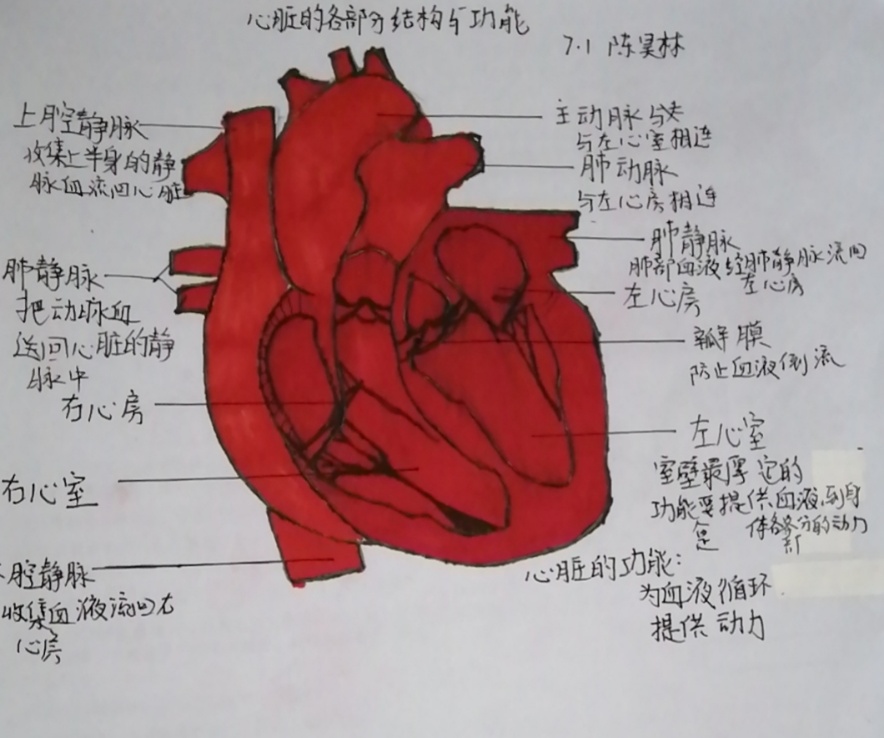 心脏的各部分结构与功能
7.1 陈昊林
上腔静脉
收集上半身的静
脉血流回心脏
肺静脉
把动脉血
送回心脏的静
脉中
右心房
右心室
腔静脉
收集血液流回右
心房
主动脉
与左心室相连
肺动脉
与左心房相连
肺静脉
肺部血液经肺静脉流回
左心房
左心房
瓣膜
防止血液倒流
左心室
室壁最厚 它的
功能是提供血液到身
体各部分的动力
心脏的功能:
为血液循环
提供动力